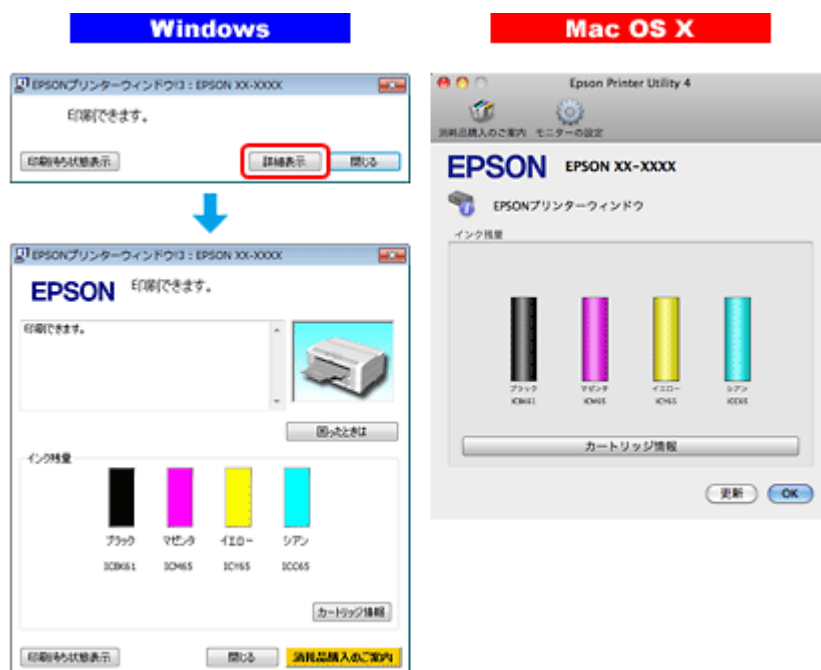 Windows
EPSONプリンターウィンドウ!3 : EPSON XX-XXXX
印刷できます。
印刷待ち状態表示
詳細表示
閉じる
EPSONプリンターウィンドウ!3 : EPSON XX-XXXX
EPSON
印刷できます。
印刷できます。
困ったときは
インク残量
ブラック マゼンタ イエロー シアン
ICBK61 ICM65 ICY65 ICC65
カートリッジ情報
印刷待ち状態表示
閉じる
消耗品購入のご案内
Mac OS X
Epson Printer Utility 4
消耗品購入のご案内 モニターの設定
EPSON EPSON XX-XXXX
EPSONプリンターウィンドウ
インク残量
ブラック マゼンタ イエロー シアン
ICBK61 ICM65 ICY65 ICC65
カートリッジ情報
更新
OK